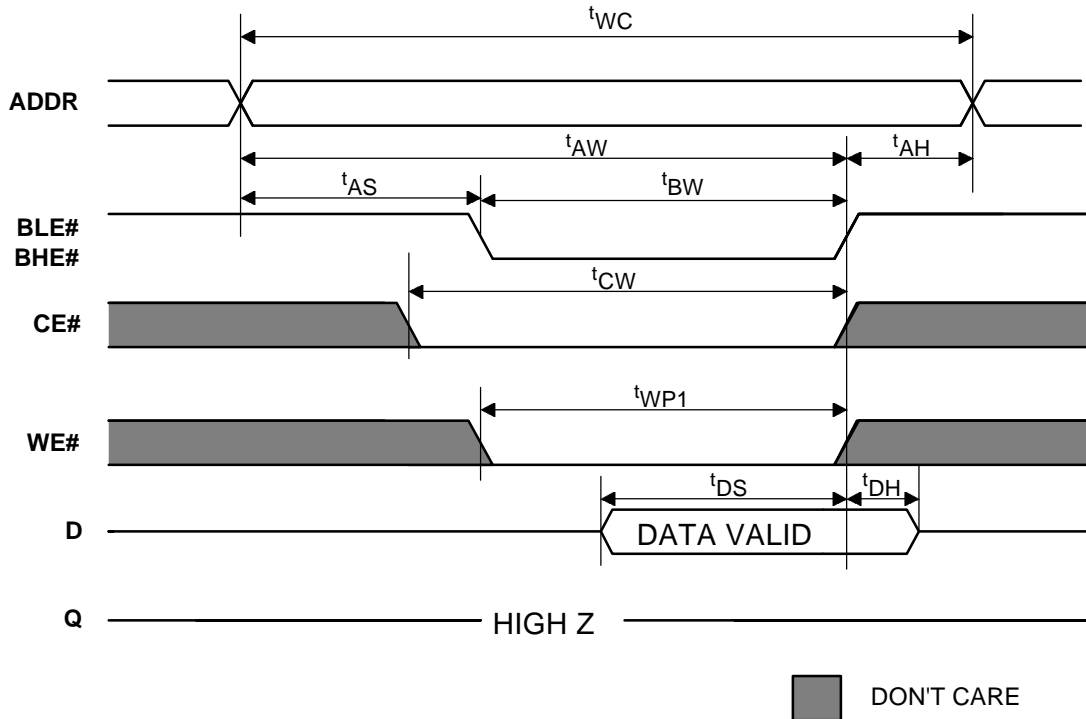 tWC
ADDR
tAW
tAH
tAS
tBW
BLE#
BHE#
tCW
CE#
tWP1
WE#
tDS
tDH
D
DATA VALID
Q
HIGH Z
DON'T CARE